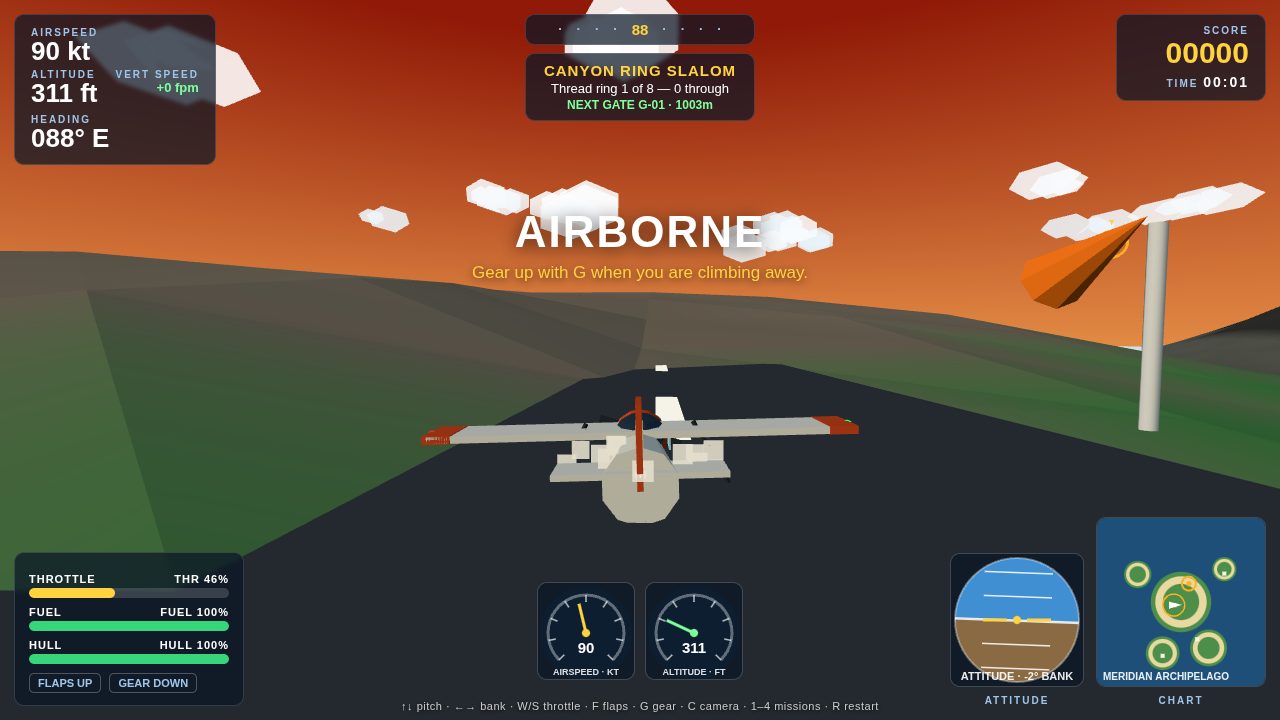 AIRSPEED
90 kt
ALTITUDE VERT SPEED
311 ft +0 fpm
HEADING
088° E
· · · · 88 · · · ·
CANYON RING SLALOM
Thread ring 1 of 8 — 0 through
NEXT GATE G-01 · 1003m
SCORE
00000
TIME 00:01
AIRBORNE
Gear up with G when you are climbing away.
THROTTLE THR 46%
FUEL FUEL 100%
HULL HULL 100%
FLAPS UP GEAR DOWN
90
AIRSPEED · KT
311
ALTITUDE · FT
ATTITUDE · -2° BANK
ATTITUDE
MERIDIAN ARCHIPELAGO
CHART
↑↓ pitch · ←→ bank · W/S throttle · F flaps · G gear · C camera · 1–4 missions · R restart